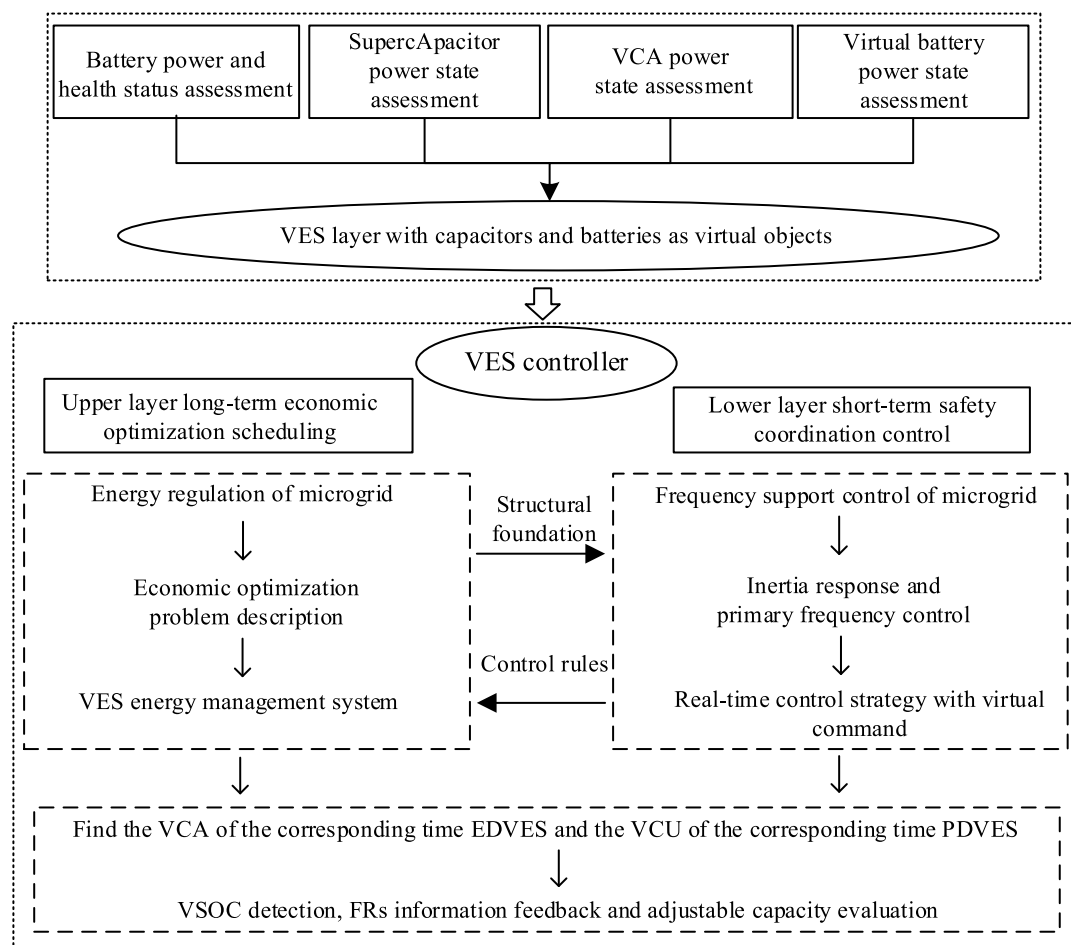 Battery power and
health status assessment
SupercApacitor
power state
assessment
VCA power
state assessment
Virtual battery
power state
assessment
VES layer with capacitors and batteries as virtual objects
VES controller
Upper layer long-term economic
optimization scheduling
Lower layer short-term safety
coordination control
Energy regulation of microgrid
Economic optimization
problem description
VES energy management system
Structural
foundation
Control rules
Frequency support control of microgrid
Inertia response and
primary frequency control
Real-time control strategy with virtual
command
Find the VCA of the corresponding time EDVES and the VCU of the corresponding time PDVES
VSOC detection, FRs information feedback and adjustable capacity evaluation